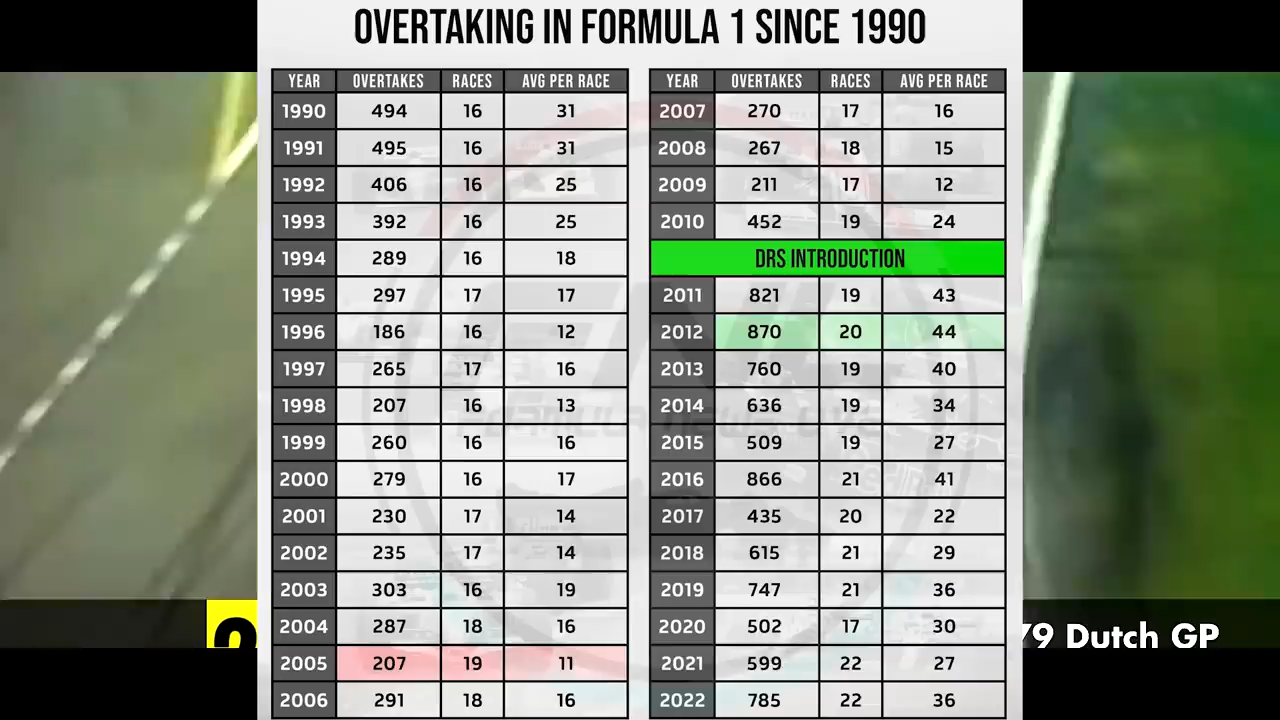 OVERTAKING IN FORMULA 1 SINCE 1990
YEAR OVERTAKES RACES AVG PER RACE
1990 494 16 31
1991 495 16 31
1992 406 16 25
1993 392 16 25
1994 289 16 18
1995 297 17 17
1996 186 16 12
1997 265 17 16
1998 207 16 13
1999 260 16 16
2000 279 16 17
2001 230 17 14
2002 235 17 14
2003 303 16 19
2004 287 18 16
2005 207 19 11
2006 291 18 16
YEAR OVERTAKES RACES AVG PER RACE
2007 270 17 16
2008 267 18 15
2009 211 17 12
2010 452 19 24
DRS INTRODUCTION
2011 821 19 43
2012 870 20 44
2013 760 19 40
2014 636 19 34
2015 509 19 27
2016 866 21 41
2017 435 20 22
2018 615 21 29
2019 747 21 36
2020 502 17 30
2021 599 22 27
2022 785 22 36
FORMULA NEWS LIVE
9 Dutch GP